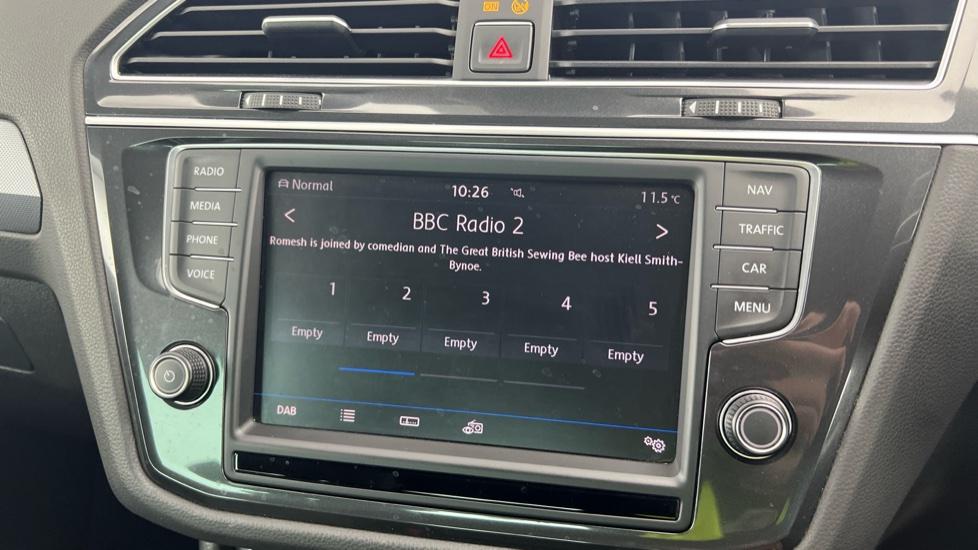 ON
RADIO
MEDIA
PHONE
VOICE
Normal
10:26
11.5 °C
< BBC Radio 2 >
Romesh is joined by comedian and The Great British Sewing Bee host Kiell Smith-
Bynoe.
1 2 3 4 5
Empty Empty Empty Empty Empty
DAB
NAV
TRAFFIC
CAR
MENU